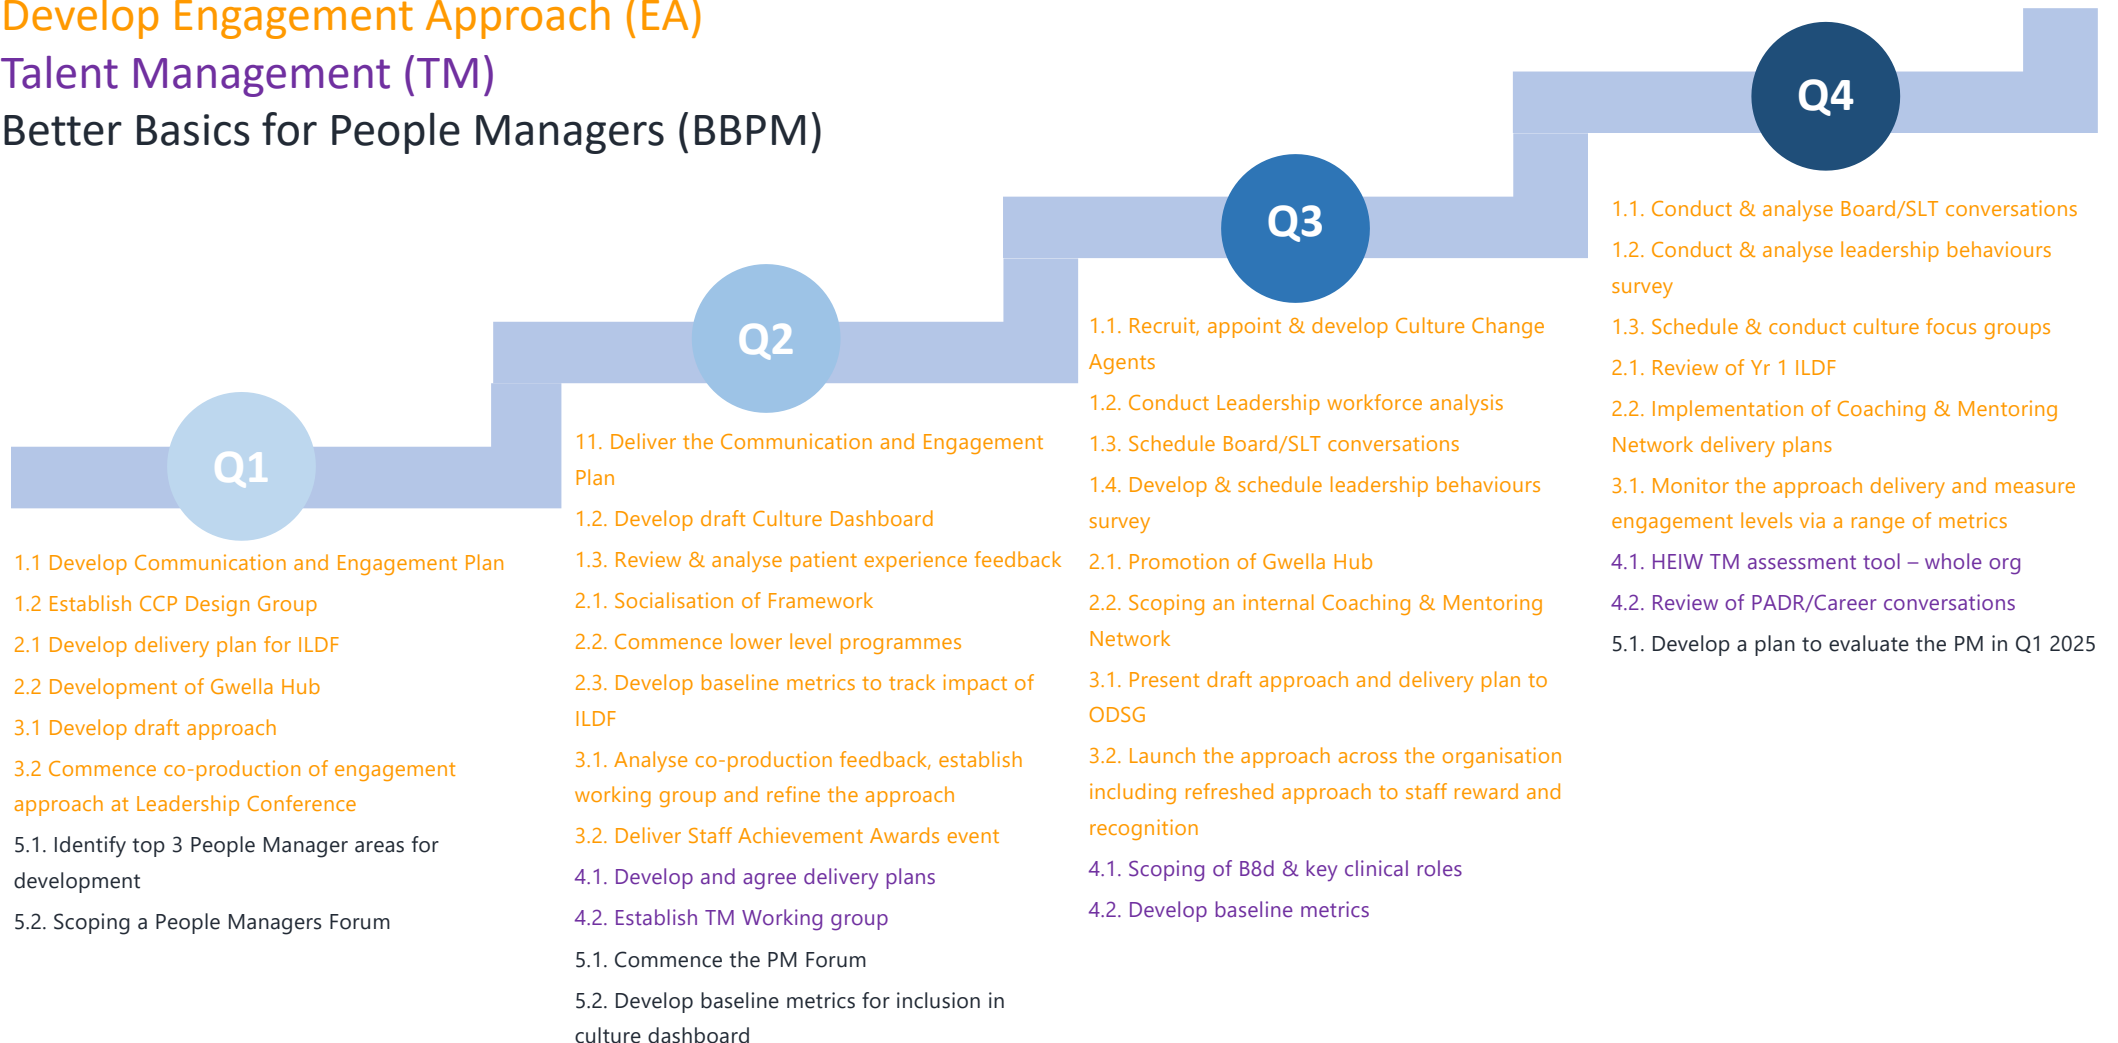 Develop Engagement Approach (EA)
Talent Management (TM)
Better Basics for People Managers (BBPM)
Q1
1.1 Develop Communication and Engagement Plan
1.2 Establish CCP Design Group
2.1 Develop delivery plan for ILDF
2.2 Development of Gwella Hub
3.1 Develop draft approach
3.2 Commence co-production of engagement
approach at Leadership Conference
5.1. Identify top 3 People Manager areas for
development
5.2. Scoping a People Managers Forum
Q2
11. Deliver the Communication and Engagement
Plan
1.2. Develop draft Culture Dashboard
1.3. Review & analyse patient experience feedback
2.1. Socialisation of Framework
2.2. Commence lower level programmes
2.3. Develop baseline metrics to track impact of
ILDF
3.1. Analyse co-production feedback, establish
working group and refine the approach
3.2. Deliver Staff Achievement Awards event
4.1. Develop and agree delivery plans
4.2. Establish TM Working group
5.1. Commence the PM Forum
5.2. Develop baseline metrics for inclusion in
culture dashboard
Q3
1.1. Recruit, appoint & develop Culture Change
Agents
1.2. Conduct Leadership workforce analysis
1.3. Schedule Board/SLT conversations
1.4. Develop & schedule leadership behaviours
survey
2.1. Promotion of Gwella Hub
2.2. Scoping an internal Coaching & Mentoring
Network
3.1. Present draft approach and delivery plan to
ODSG
3.2. Launch the approach across the organisation
including refreshed approach to staff reward and
recognition
4.1. Scoping of B8d & key clinical roles
4.2. Develop baseline metrics
Q4
1.1. Conduct & analyse Board/SLT conversations
1.2. Conduct & analyse leadership behaviours
survey
1.3. Schedule & conduct culture focus groups
2.1. Review of Yr 1 ILDF
2.2. Implementation of Coaching & Mentoring
Network delivery plans
3.1. Monitor the approach delivery and measure
engagement levels via a range of metrics
4.1. HEIW TM assessment tool – whole org
4.2. Review of PADR/Career conversations
5.1. Develop a plan to evaluate the PM in Q1 2025